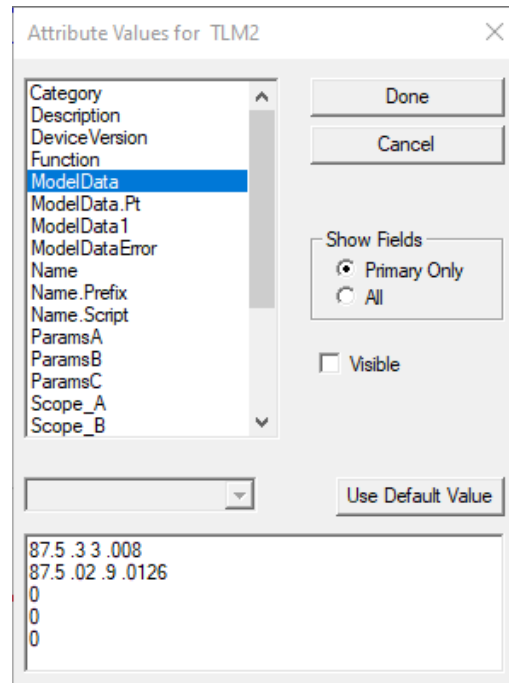 Attribute Values for TLM2
Category
Description
DeviceVersion
Function
ModelData
ModelData.Pt
ModelData1
ModelDataError
Name
Name.Prefix
Name.Script
ParamsA
ParamsB
ParamsC
Scope_A
Scope_B
Done
Cancel
Show Fields
Primary Only
All
Visible
Use Default Value
87.5 .3 3 .008
87.5 .02 .9 .0126
0
0
0